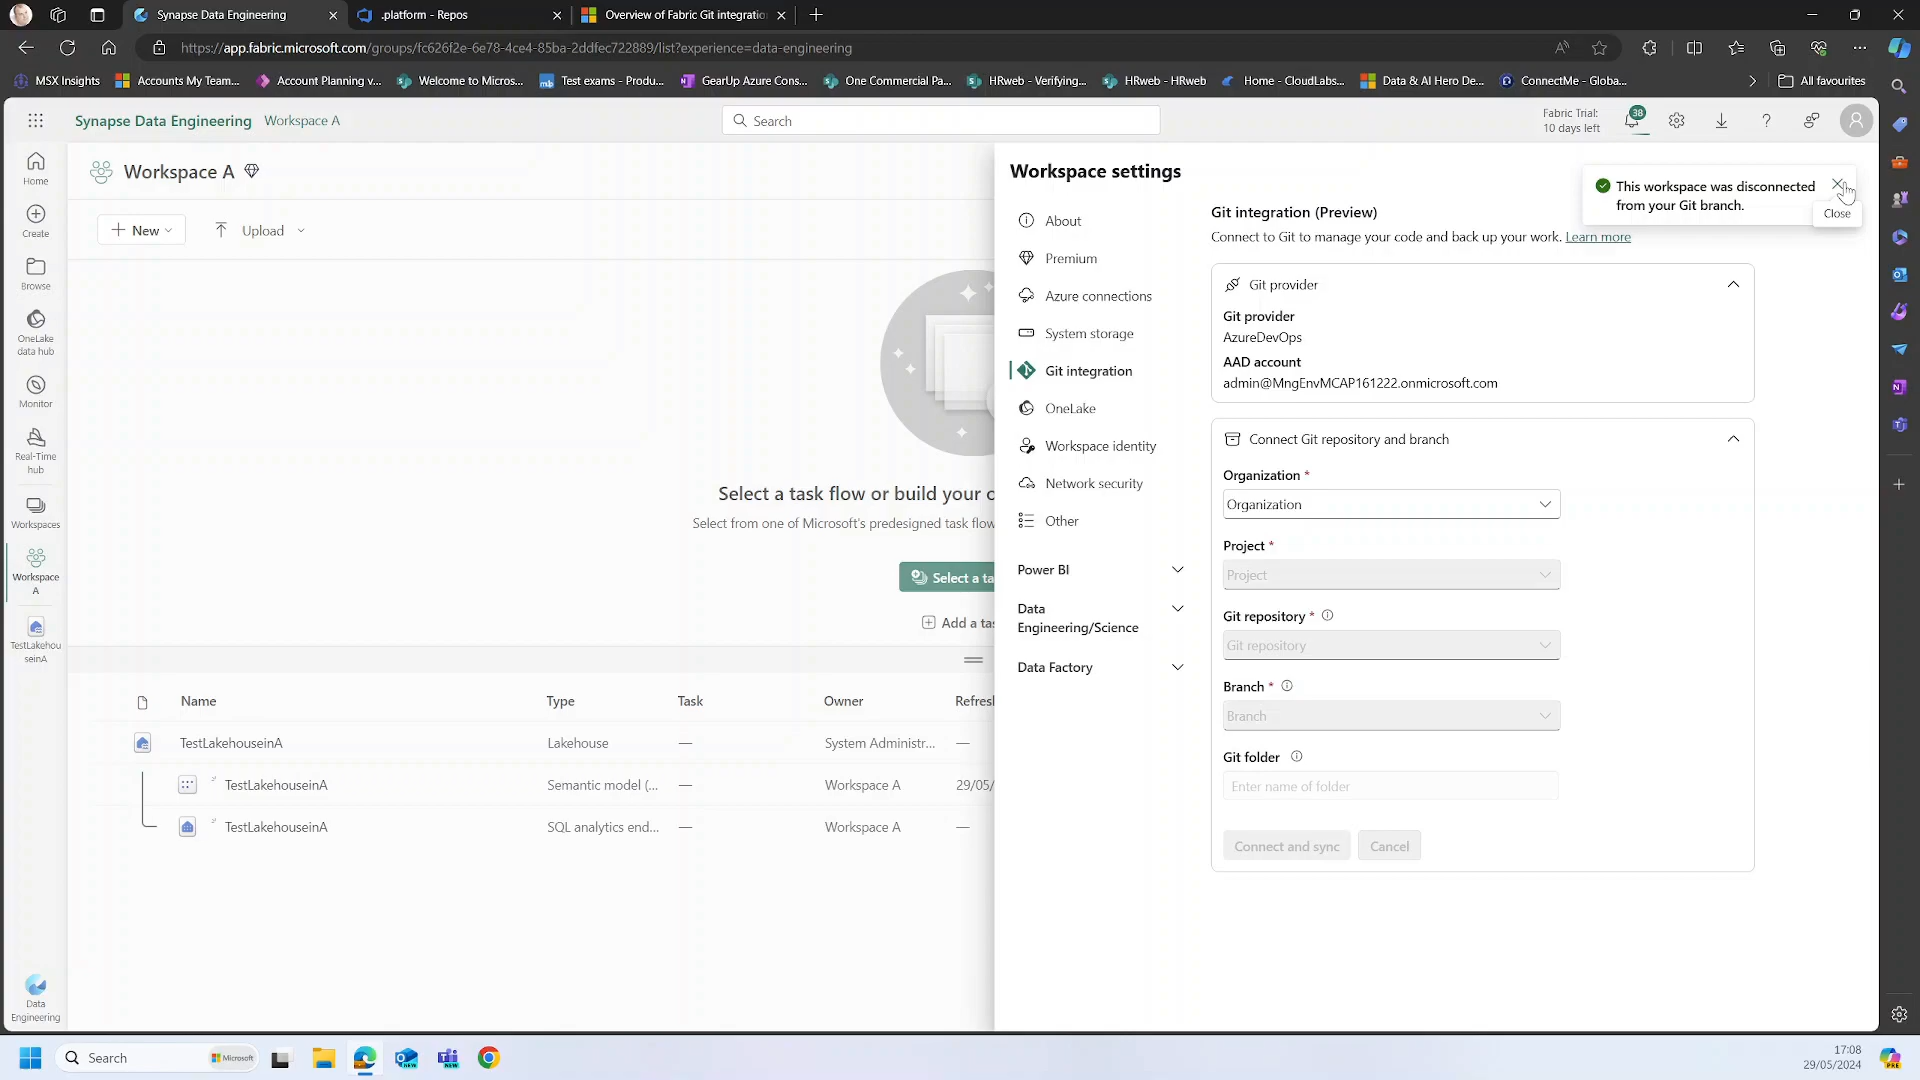 Synapse Data Engineering
.platform - Repos
Overview of Fabric Git integratio
https://app.fabric.microsoft.com/groups/fc626f2e-6e78-4ce4-85ba-2ddfec722889/list?experience=data-engineering
MSX Insights
Accounts My Team...
Account Planning v...
Welcome to Micros...
Test exams - Produ...
GearUp Azure Cons...
One Commercial Pa...
HRweb - Verifying...
HRweb - HRweb
Home - CloudLabs...
Data & AI Hero De...
ConnectMe - Globa...
All favourites
Synapse Data Engineering
Workspace A
Search
Fabric Trial:
10 days left
38
Home
Create
Browse
OneLake
data hub
Monitor
Real-Time
hub
Workspaces
Workspace
A
TestLakehou
seinA
Data
Engineering
Workspace A
New
Upload
Select a task flow or build your o
Select from one of Microsoft's predesigned task flow
Select a ta
Add a tas
Name
Type
Task
Owner
Refresh
TestLakehouseinA
Lakehouse
—
System Administr...
—
TestLakehouseinA
Semantic model (...
—
Workspace A
29/05/
TestLakehouseinA
SQL analytics end...
—
Workspace A
—
Workspace settings
About
Premium
Azure connections
System storage
Git integration
OneLake
Workspace identity
Network security
Other
Power BI
Data
Engineering/Science
Data Factory
This workspace was disconnected
from your Git branch.
Close
Git integration (Preview)
Connect to Git to manage your code and back up your work. Learn more
Git provider
Git provider
AzureDevOps
AAD account
admin@MngEnvMCAP161222.onmicrosoft.com
Connect Git repository and branch
Organization *
Organization
Project *
Project
Git repository *
Git repository
Branch *
Branch
Git folder
Enter name of folder
Connect and sync
Cancel
Search
Microsoft
NEW
NEW
17:08
29/05/2024
PRE